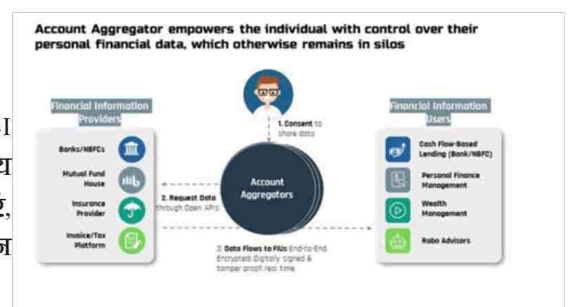 Account Aggregator empowers the individual with control over their
personal financial data, which otherwise remains in silos
Financial Information
Providers
Banks/NBFCs
Mutual Fund
House
Insurance
Provider
Invoice/Tax
Platform
1. Consent to
share data
Account
Aggregators
2. Request Data
through Open APIs
3. Data Flows to FIUs End-to-End
Encrypted; Digitally signed &
tamper proof; real time
Financial Information
Users
Cash Flow-Based
Lending (Bank/NBFC)
Personal Finance
Management
Wealth
Management
Robo Advisors